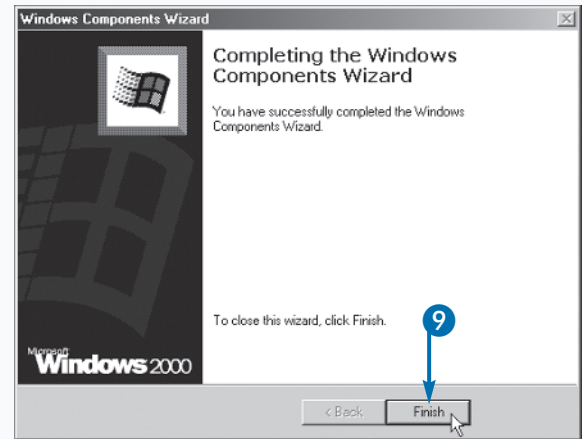 Windows Components Wizard
Completing the Windows
Components Wizard
You have successfully completed the Windows
Components Wizard.
To close this wizard, click Finish.
9
Microsoft
Windows 2000
< Back
Finish